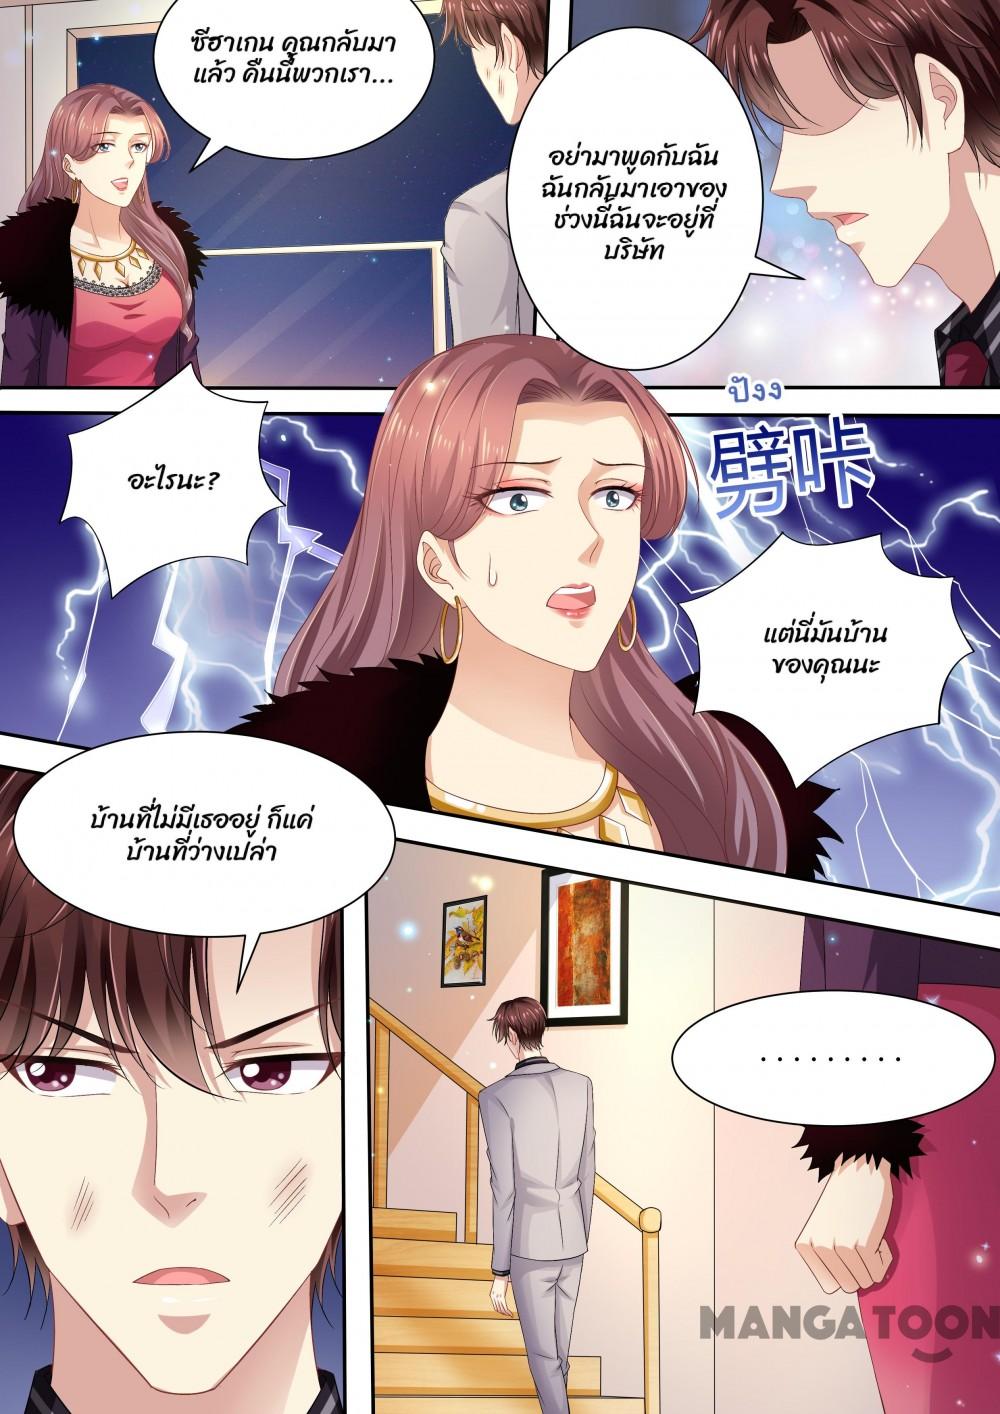 ซีฮาเกน คุณกลับมา
แล้ว คืนนี้พวกเรา...
อย่ามาพูดกับฉัน
ฉันกลับมาเอาของ
ช่วงนี้ฉันจะอยู่ที่
บริษัท
ปังง
劈咔
อะไรนะ?
แต่นี่มันบ้าน
ของคุณนะ
บ้านที่ไม่มีเธออยู่ ก็แค่
บ้านที่ว่างเปล่า
.........
MANGATOON